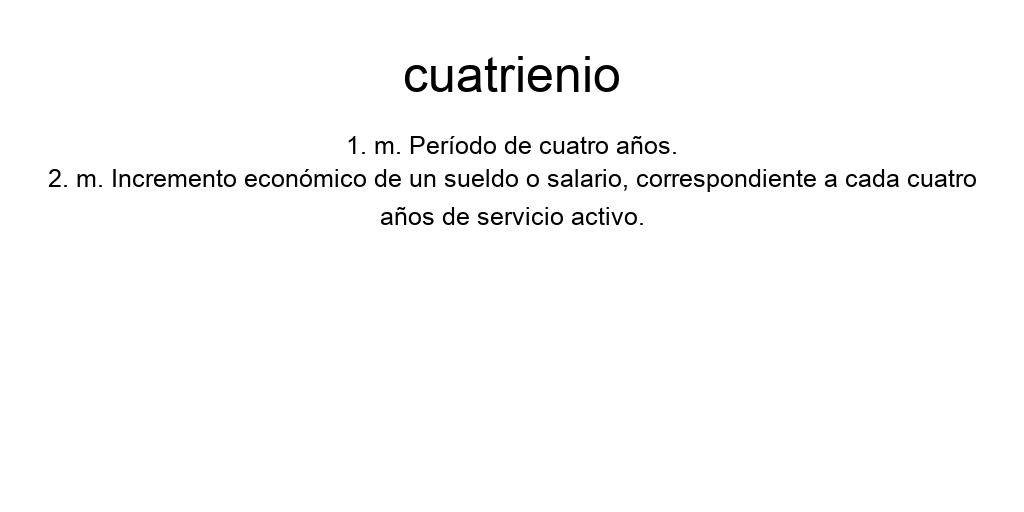 cuatrienio
1. m. Período de cuatro años.
2. m. Incremento económico de un sueldo o salario, correspondiente a cada cuatro
años de servicio activo.